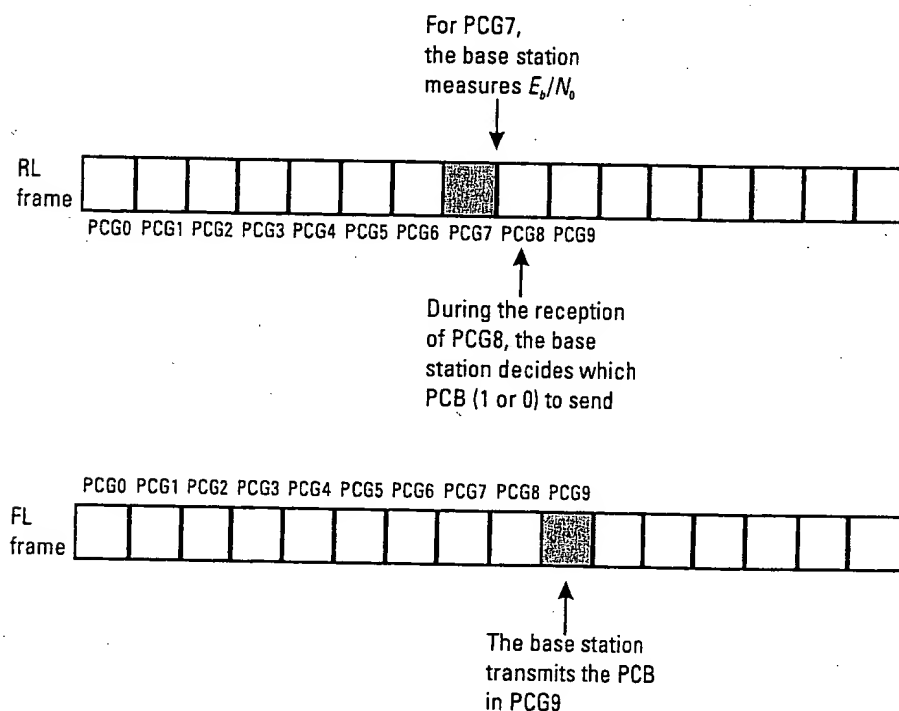 For PCG7,
the base station
measures E_b/N_0
RL
frame
PCG0 PCG1 PCG2 PCG3 PCG4 PCG5 PCG6 PCG7 PCG8 PCG9
During the reception
of PCG8, the base
station decides which
PCB (1 or 0) to send
PCG0 PCG1 PCG2 PCG3 PCG4 PCG5 PCG6 PCG7 PCG8 PCG9
FL
frame
The base station
transmits the PCB
in PCG9